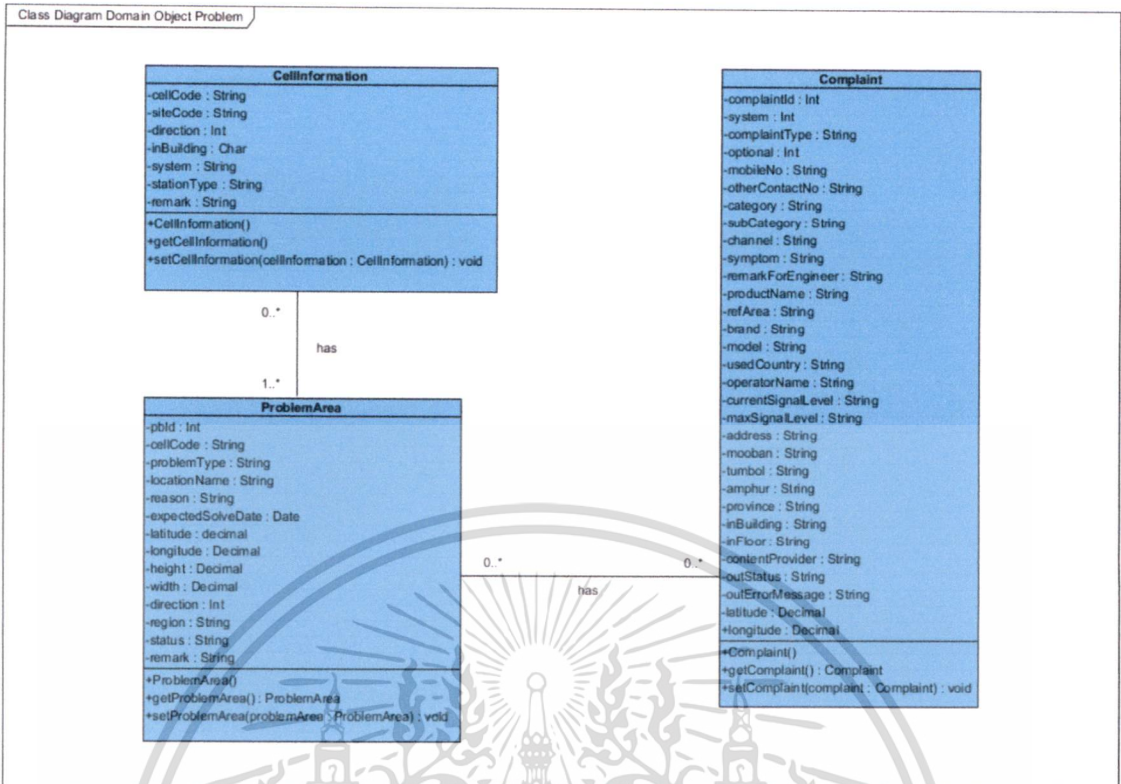 Class Diagram Domain Object Problem
CellInformation
-cellCode : String
-siteCode : String
-direction : Int
-inBuilding : Char
-system : String
-stationType : String
-remark : String
+CellInformation()
+getCellInformation()
+setCellInformation(cellInformation : CellInformation) : void
0..*
has
1..*
ProblemArea
-pbId : Int
-cellCode : String
-problemType : String
-locationName : String
-reason : String
-expectedSolveDate : Date
-latitude : decimal
-longitude : Decimal
-height : Decimal
-width : Decimal
-direction : Int
-region : String
-status : String
-remark : String
+ProblemArea()
+getProblemArea() : ProblemArea
+setProblemArea(problemArea : ProblemArea) : void
0..*
has
0..*
Complaint
-complaintId : Int
-system : Int
-complaintType : String
-optional : Int
-mobileNo : String
-otherContactNo : String
-category : String
-subCategory : String
-channel : String
-symptom : String
-remarkForEngineer : String
-productName : String
-refArea : String
-brand : String
-model : String
-usedCountry : String
-operatorName : String
-currentSignalLevel : String
-maxSignalLevel : String
-address : String
-mooban : String
-tumbol : String
-amphur : String
-province : String
-inBuilding : String
-inFloor : String
-contentProvider : String
-outStatus : String
-outErrorMessage : String
-latitude : Decimal
+longitude : Decimal
+Complaint()
+getComplaint() : Complaint
+setComplaint(complaint : Complaint) : void